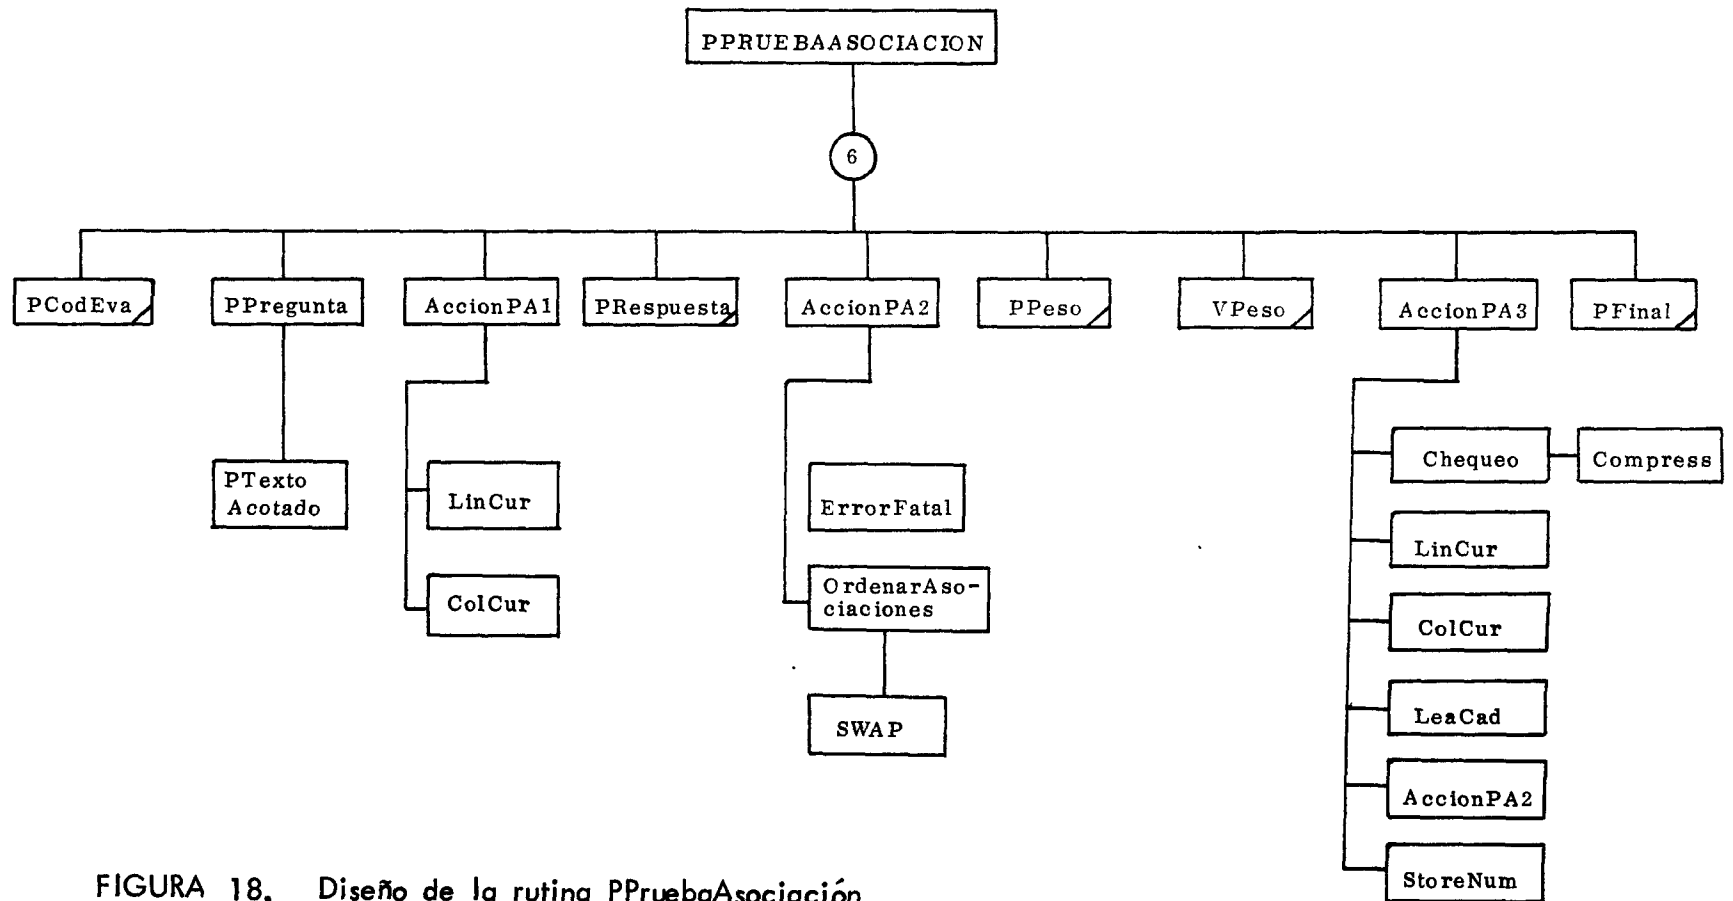 PPRUEBAASOCIACION
6
PCodEva
PPregunta
AccionPA1
PRespuesta
AccionPA2
PPeso
VPeso
AccionPA3
PFinal
PTexto
Acotado
LinCur
ColCur
ErrorFatal
OrdenarAso-
ciaciones
SWAP
Chequeo
Compress
LinCur
ColCur
LeaCad
AccionPA2
StoreNum
FIGURA 18. Diseño de la rutina PPruebaAsociación